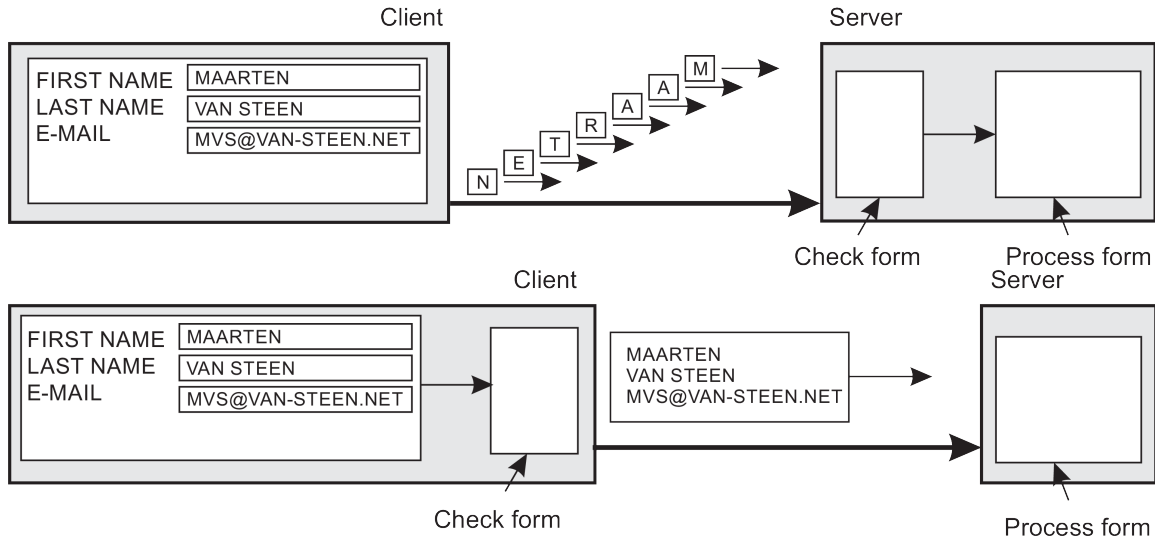 Client
Server
FIRST NAME MAARTEN
LAST NAME VAN STEEN
E-MAIL MVS@VAN-STEEN.NET
N E T R A A M
Check form
Process form
Client
Server
FIRST NAME MAARTEN
LAST NAME VAN STEEN
E-MAIL MVS@VAN-STEEN.NET
MAARTEN
VAN STEEN
MVS@VAN-STEEN.NET
Check form
Process form